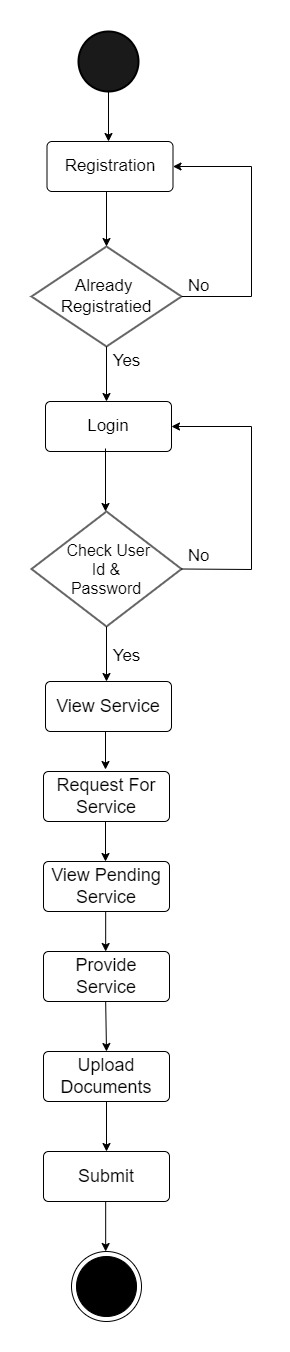 Registration
Already
Registratied
No
Yes
Login
Check User
Id &
Password
No
Yes
View Service
Request For
Service
View Pending
Service
Provide
Service
Upload
Documents
Submit